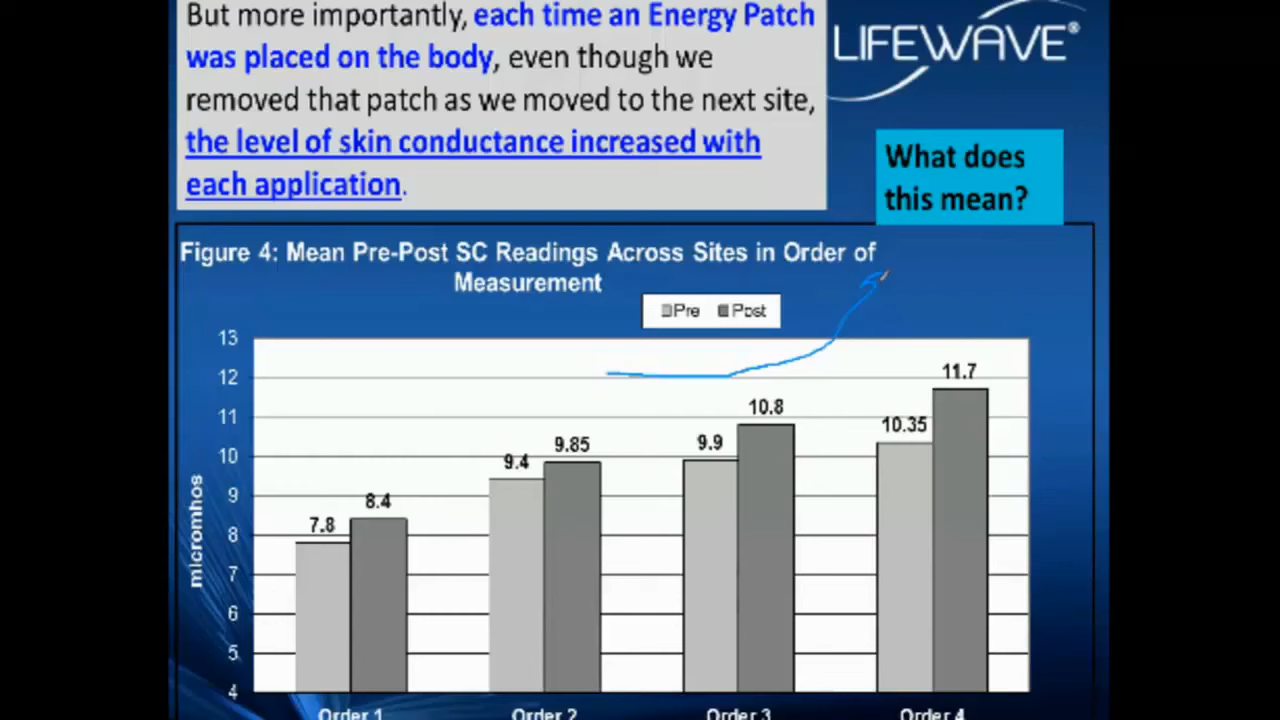 But more importantly, each time an Energy Patch
was placed on the body, even though we
removed that patch as we moved to the next site,
the level of skin conductance increased with
each application.
LIFEWAVE®
What does
this mean?
Figure 4: Mean Pre-Post SC Readings Across Sites in Order of
Measurement
Pre Post
13
12
11
10
9
8
7
6
5
4
micromhos
7.8
8.4
9.4
9.85
9.9
10.8
10.35
11.7
Order 1 Order 2 Order 3 Order 4